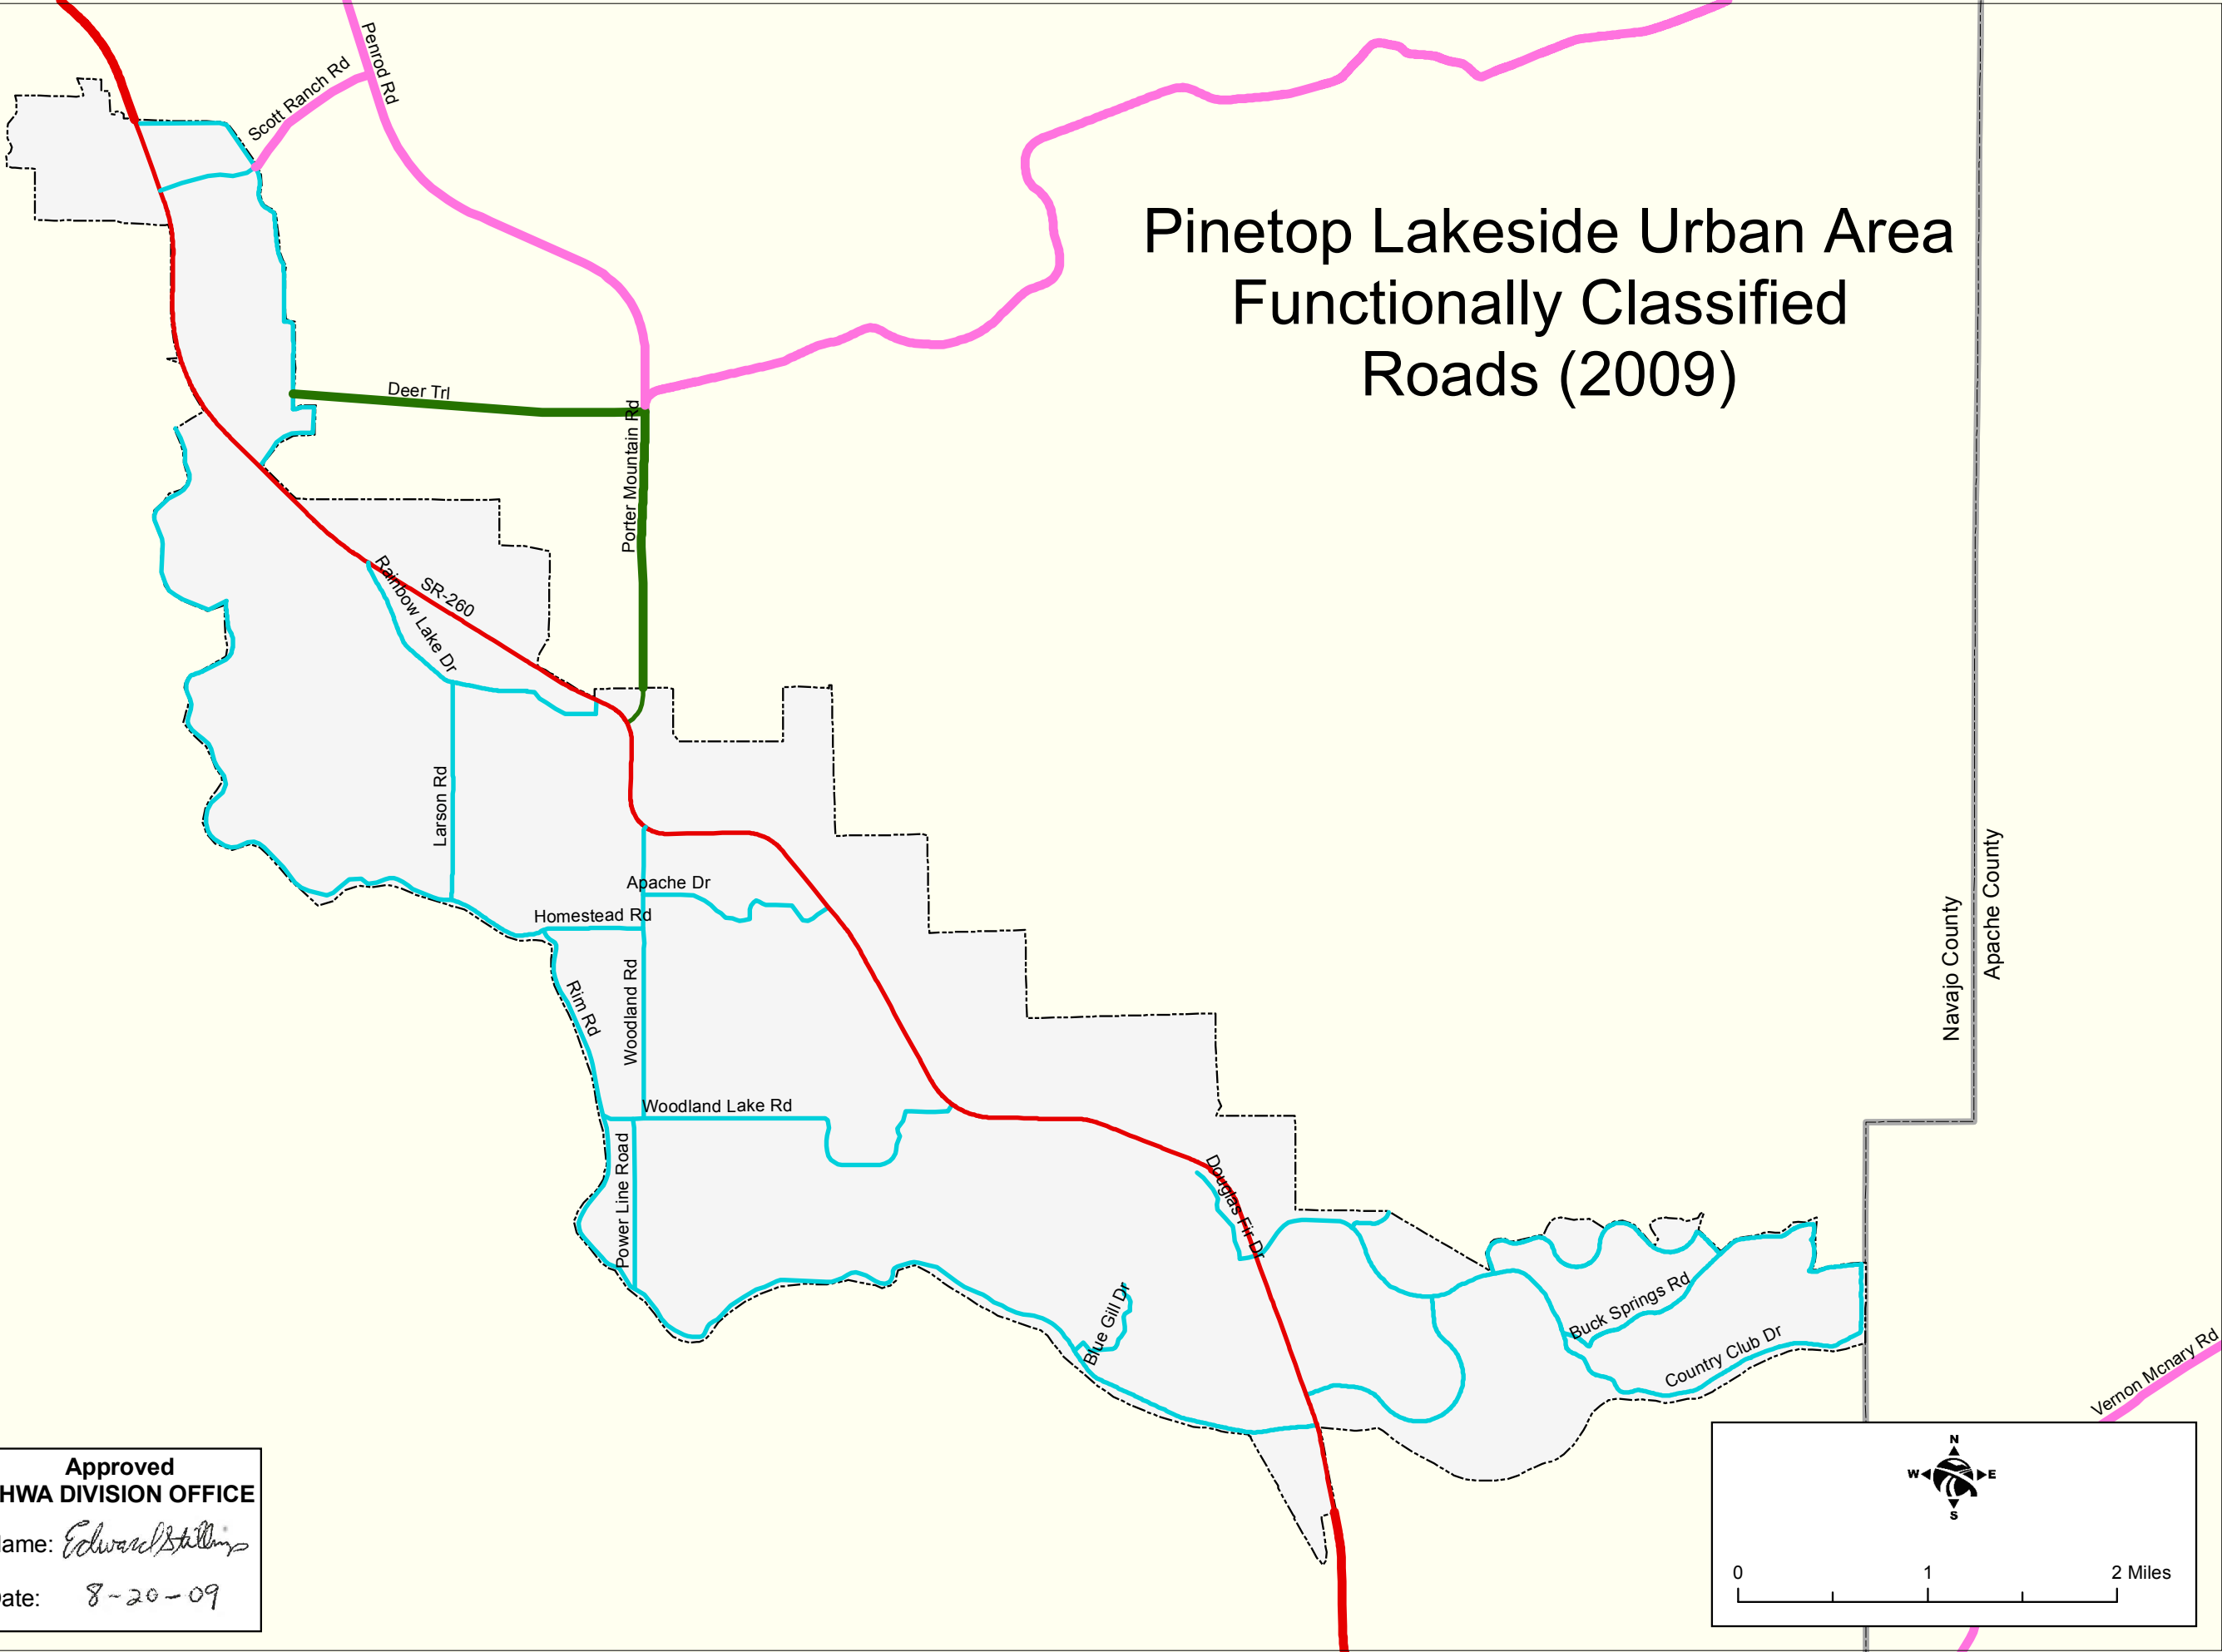 Penrod Rd
Scott Ranch Rd
Pinetop Lakeside Urban Area
Functionally Classified
Roads (2009)
Deer Trl
Porter Mountain Rd
Rainbow Lake Dr
SR-260
Larson Rd
Apache Dr
Homestead Rd
Rim Rd
Woodland Rd
Woodland Lake Rd
Power Line Road
Douglas Fir Dr
Blue Gill Dr
Buck Springs Rd
Country Club Dr
Navajo County
Apache County
Vernon Mcnary Rd
Approved
HWA DIVISION OFFICE
ame: Edward Stillings
ate: 8-20-09
N
W E
S
0 1 2 Miles